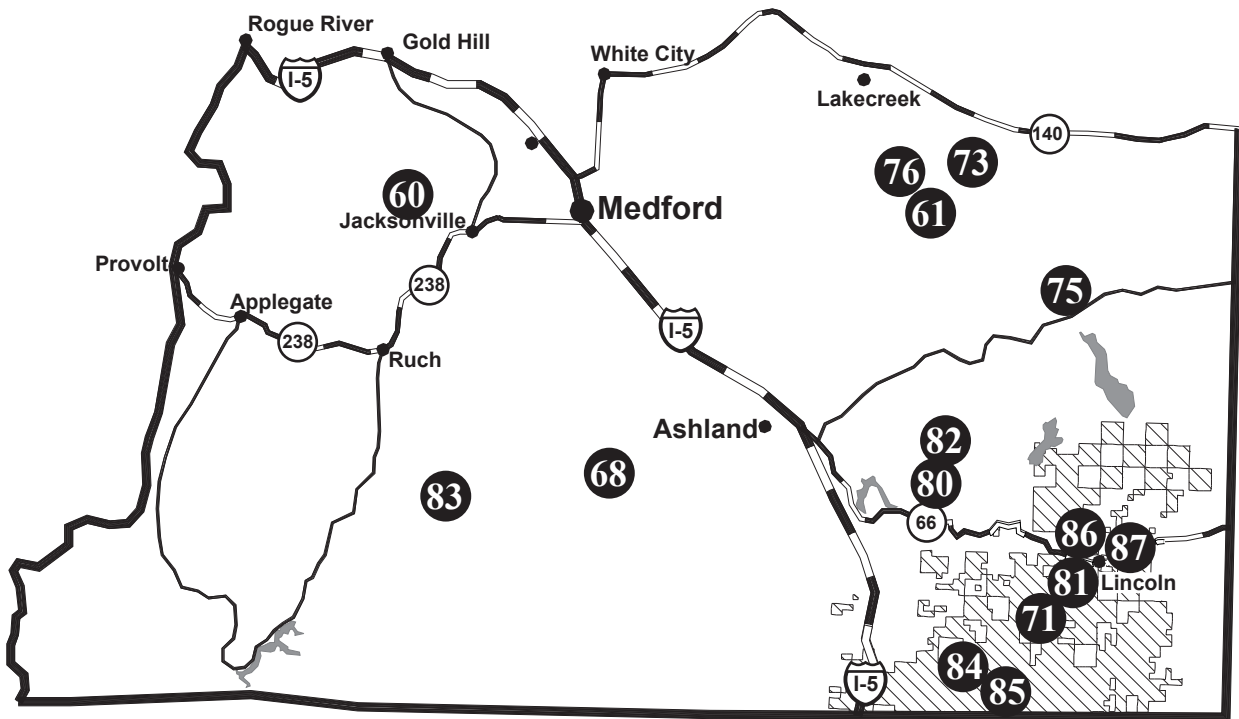 Rogue River
Gold Hill
I-5
White City
Lakecreek
140
76
73
60
61
Medford
Jacksonville
Provolt
238
75
Applegate
238
I-5
Ruch
Ashland
82
68
80
83
66
86
87
81
Lincoln
71
84
85
I-5